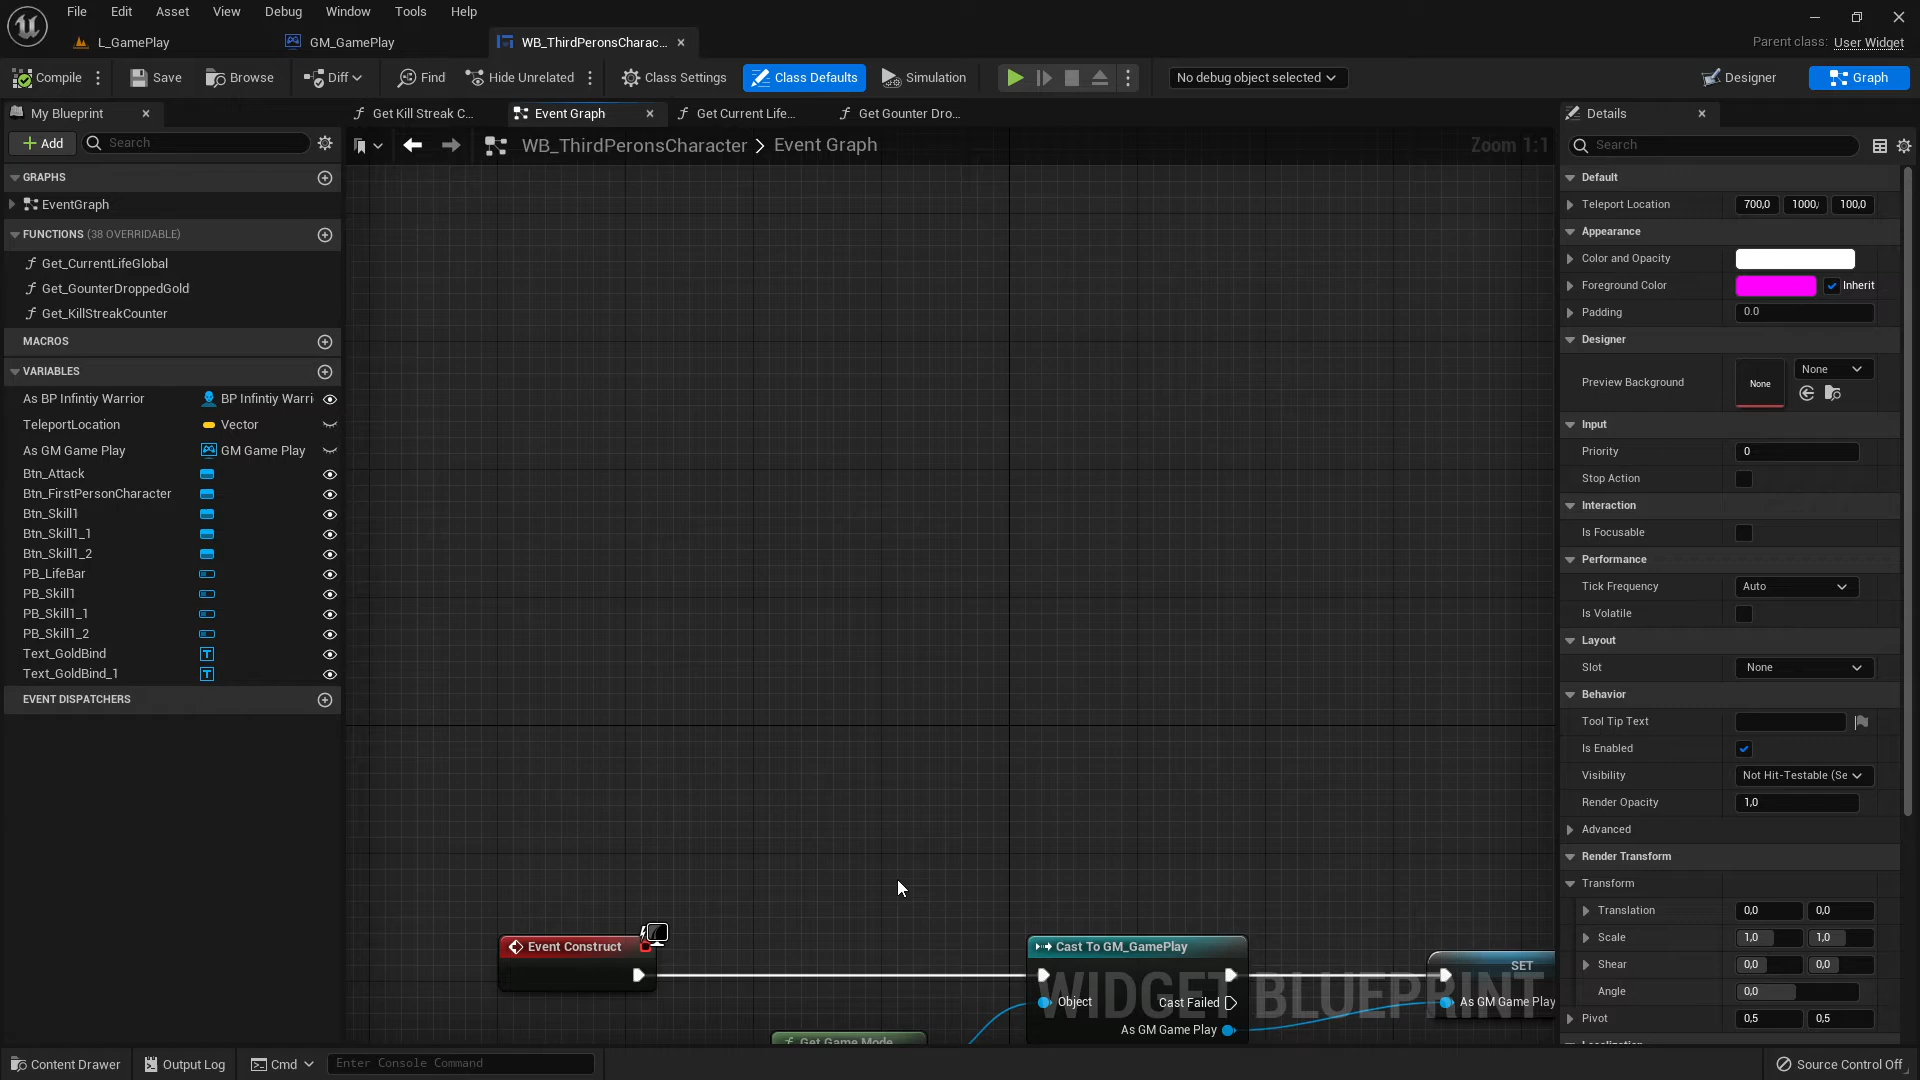 File Edit Asset View Debug Window Tools Help
L_GamePlay GM_GamePlay WB_ThirdPeronsCharac...
Parent class: User Widget
Compile Save Browse Diff Find Hide Unrelated Class Settings Class Defaults Simulation No debug object selected Designer Graph
My Blueprint Get Kill Streak C... Event Graph Get Current Life... Get Gounter Dro... Details
Add Search WB_ThirdPeronsCharacter > Event Graph Zoom 1:1 Search
GRAPHS
EventGraph
FUNCTIONS (38 OVERRIDABLE)
Get_CurrentLifeGlobal
Get_GounterDroppedGold
Get_KillStreakCounter
MACROS
VARIABLES
As BP Infintiy Warrior BP Infintiy Warri
TeleportLocation Vector
As GM Game Play GM Game Play
Btn_Attack
Btn_FirstPersonCharacter
Btn_Skill1
Btn_Skill1_1
Btn_Skill1_2
PB_LifeBar
PB_Skill1
PB_Skill1_1
PB_Skill1_2
Text_GoldBind
Text_GoldBind_1
EVENT DISPATCHERS
Event Construct
Cast To GM_GamePlay
Object
Cast Failed
As GM Game Play
SET
As GM Game Play
Get Game Mode
WIDGET BLUEPRINT
Default
Teleport Location 700,0 1000, 100,0
Appearance
Color and Opacity
Foreground Color Inherit
Padding 0.0
Designer
Preview Background None None
Input
Priority 0
Stop Action
Interaction
Is Focusable
Performance
Tick Frequency Auto
Is Volatile
Layout
Slot None
Behavior
Tool Tip Text
Is Enabled
Visibility Not Hit-Testable (Se
Render Opacity 1,0
Advanced
Render Transform
Transform
Translation 0,0 0,0
Scale 1,0 1,0
Shear 0,0 0,0
Angle 0,0
Pivot 0,5 0,5
Localization
Content Drawer Output Log Cmd Enter Console Command Source Control Off